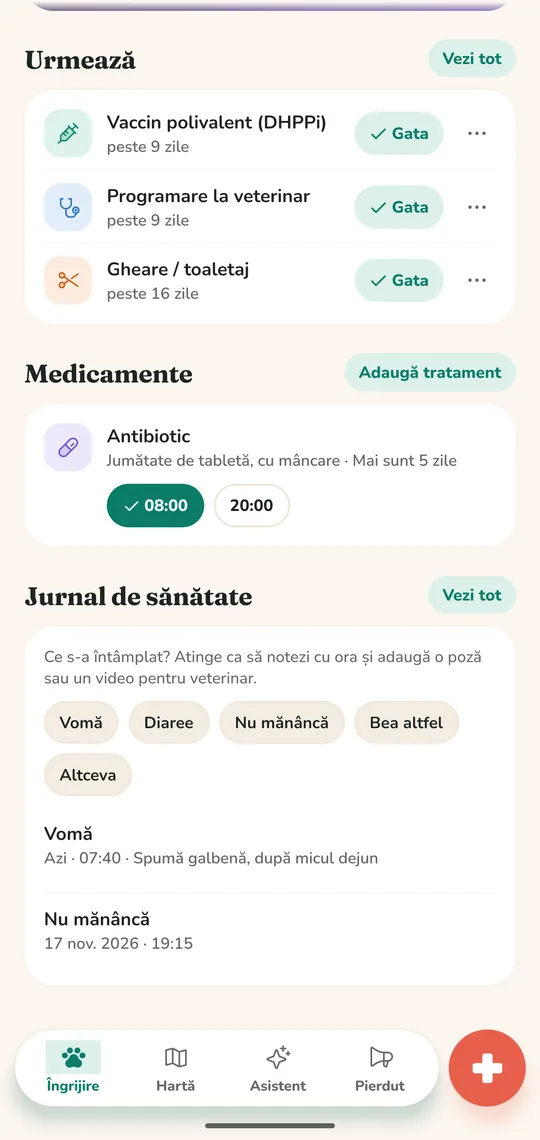 Urmează
Vezi tot
Vaccin polivalent (DHPPi)
peste 9 zile
Gata
Programare la veterinar
peste 9 zile
Gata
Gheare / toaletaj
peste 16 zile
Gata
Medicamente
Adaugă tratament
Antibiotic
Jumătate de tabletă, cu mâncare · Mai sunt 5 zile
08:00
20:00
Jurnal de sănătate
Vezi tot
Ce s-a întâmplat? Atinge ca să notezi cu ora și adaugă o poză
sau un video pentru veterinar.
Vomă
Diaree
Nu mănâncă
Bea altfel
Altceva
Vomă
Azi · 07:40 · Spumă galbenă, după micul dejun
Nu mănâncă
17 nov. 2026 · 19:15
Îngrijire
Hartă
Asistent
Pierdut